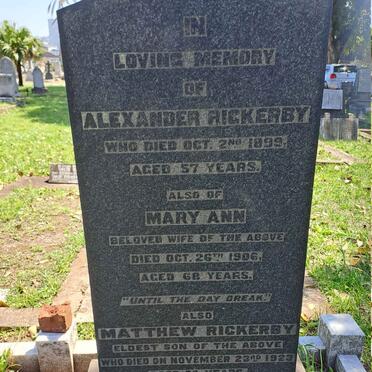 IN
LOVING MEMORY
OF
ALEXANDER RICKERBY
WHO DIED OCT. 2ND 1899.
AGED 57 YEARS.
ALSO OF
MARY ANN
BELOVED WIFE OF THE ABOVE
DIED OCT. 26TH 1906,
AGED 68 YEARS.
"UNTIL THE DAY BREAK."
ALSO
MATTHEW RICKERBY
ELDEST SON OF THE ABOVE
WHO DIED ON NOVEMBER 23RD 1923
YEARS